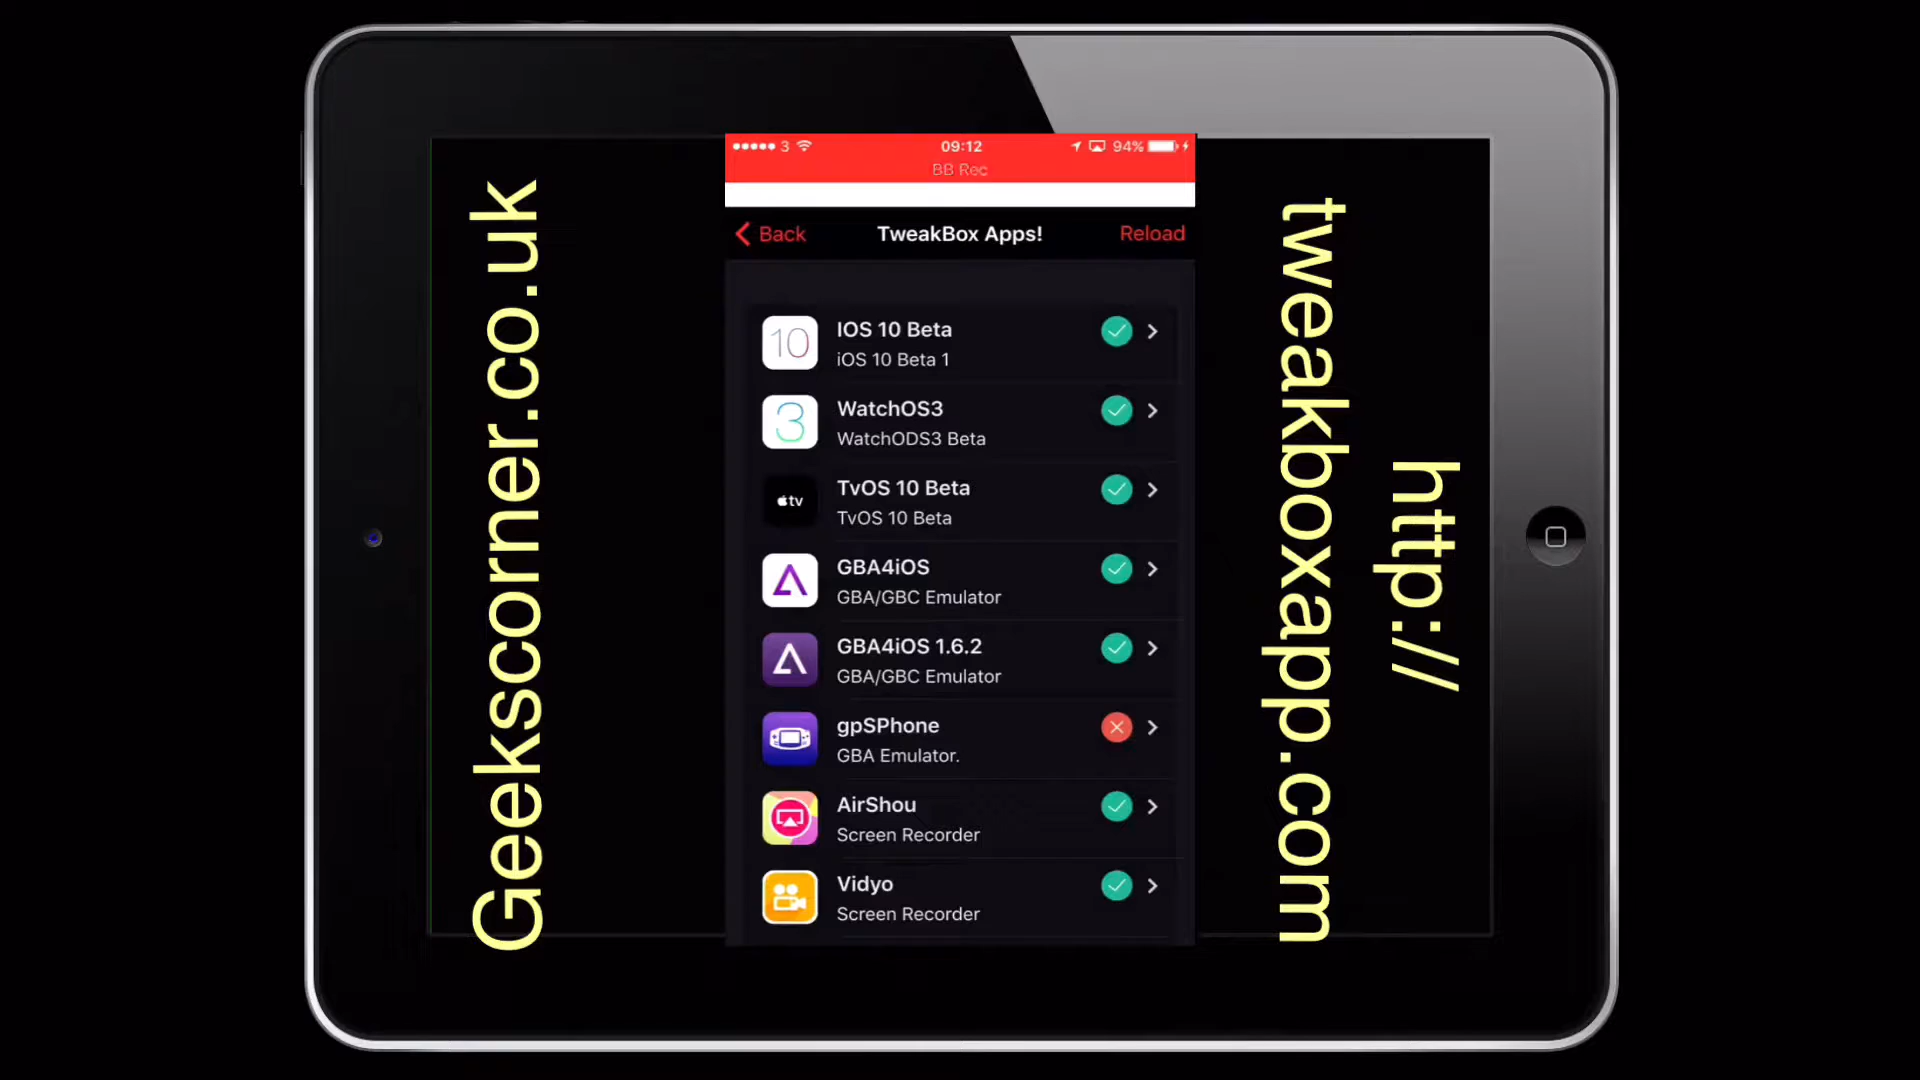 Geekscorner.co.uk
3
09:12
94%
BB Rec
Back
TweakBox Apps!
Reload
10
IOS 10 Beta
iOS 10 Beta 1
3
WatchOS3
WatchODS3 Beta
tv
TvOS 10 Beta
TvOS 10 Beta
GBA4iOS
GBA/GBC Emulator
GBA4iOS 1.6.2
GBA/GBC Emulator
gpSPhone
GBA Emulator.
AirShou
Screen Recorder
Vidyo
Screen Recorder
http://
tweakboxapp.com